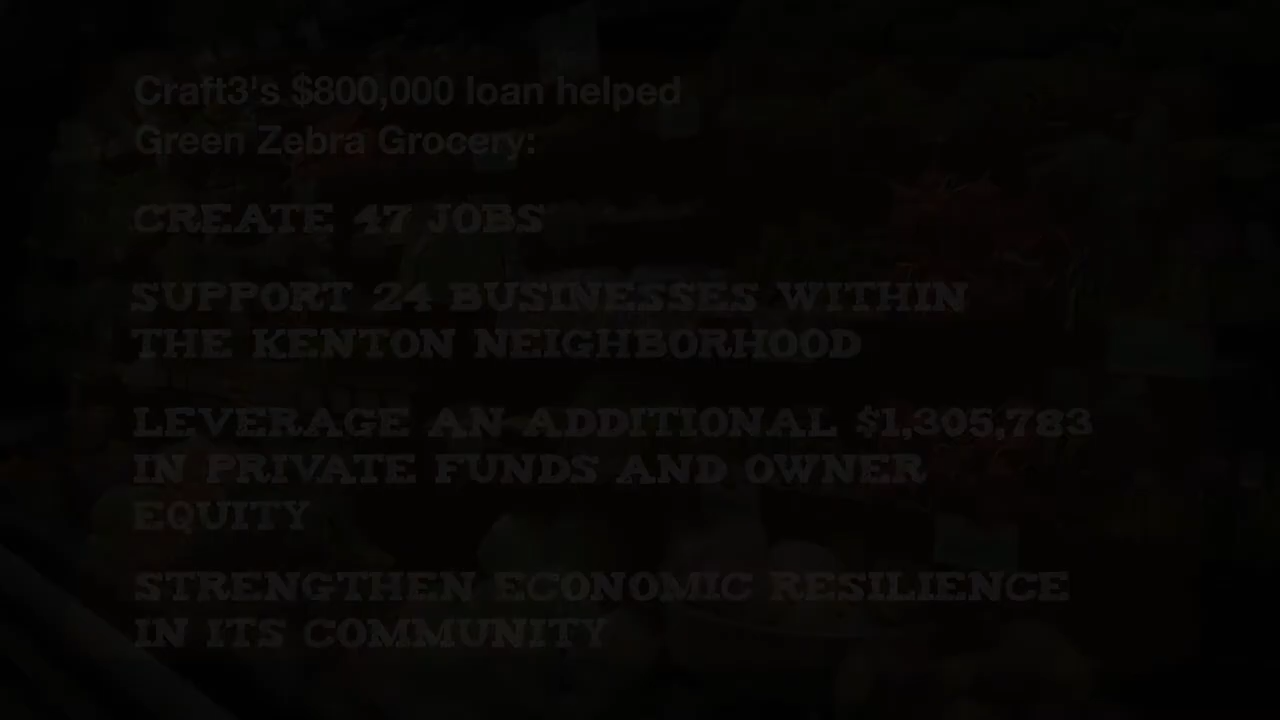 Craft3's $800,000 loan helped
Green Zebra Grocery:
CREATE 47 JOBS
SUPPORT 24 BUSINESSES WITHIN
THE KENTON NEIGHBORHOOD
LEVERAGE AN ADDITIONAL $1,305,783
IN PRIVATE FUNDS AND OWNER
EQUITY
STRENGTHEN ECONOMIC RESILIENCE
IN ITS COMMUNITY